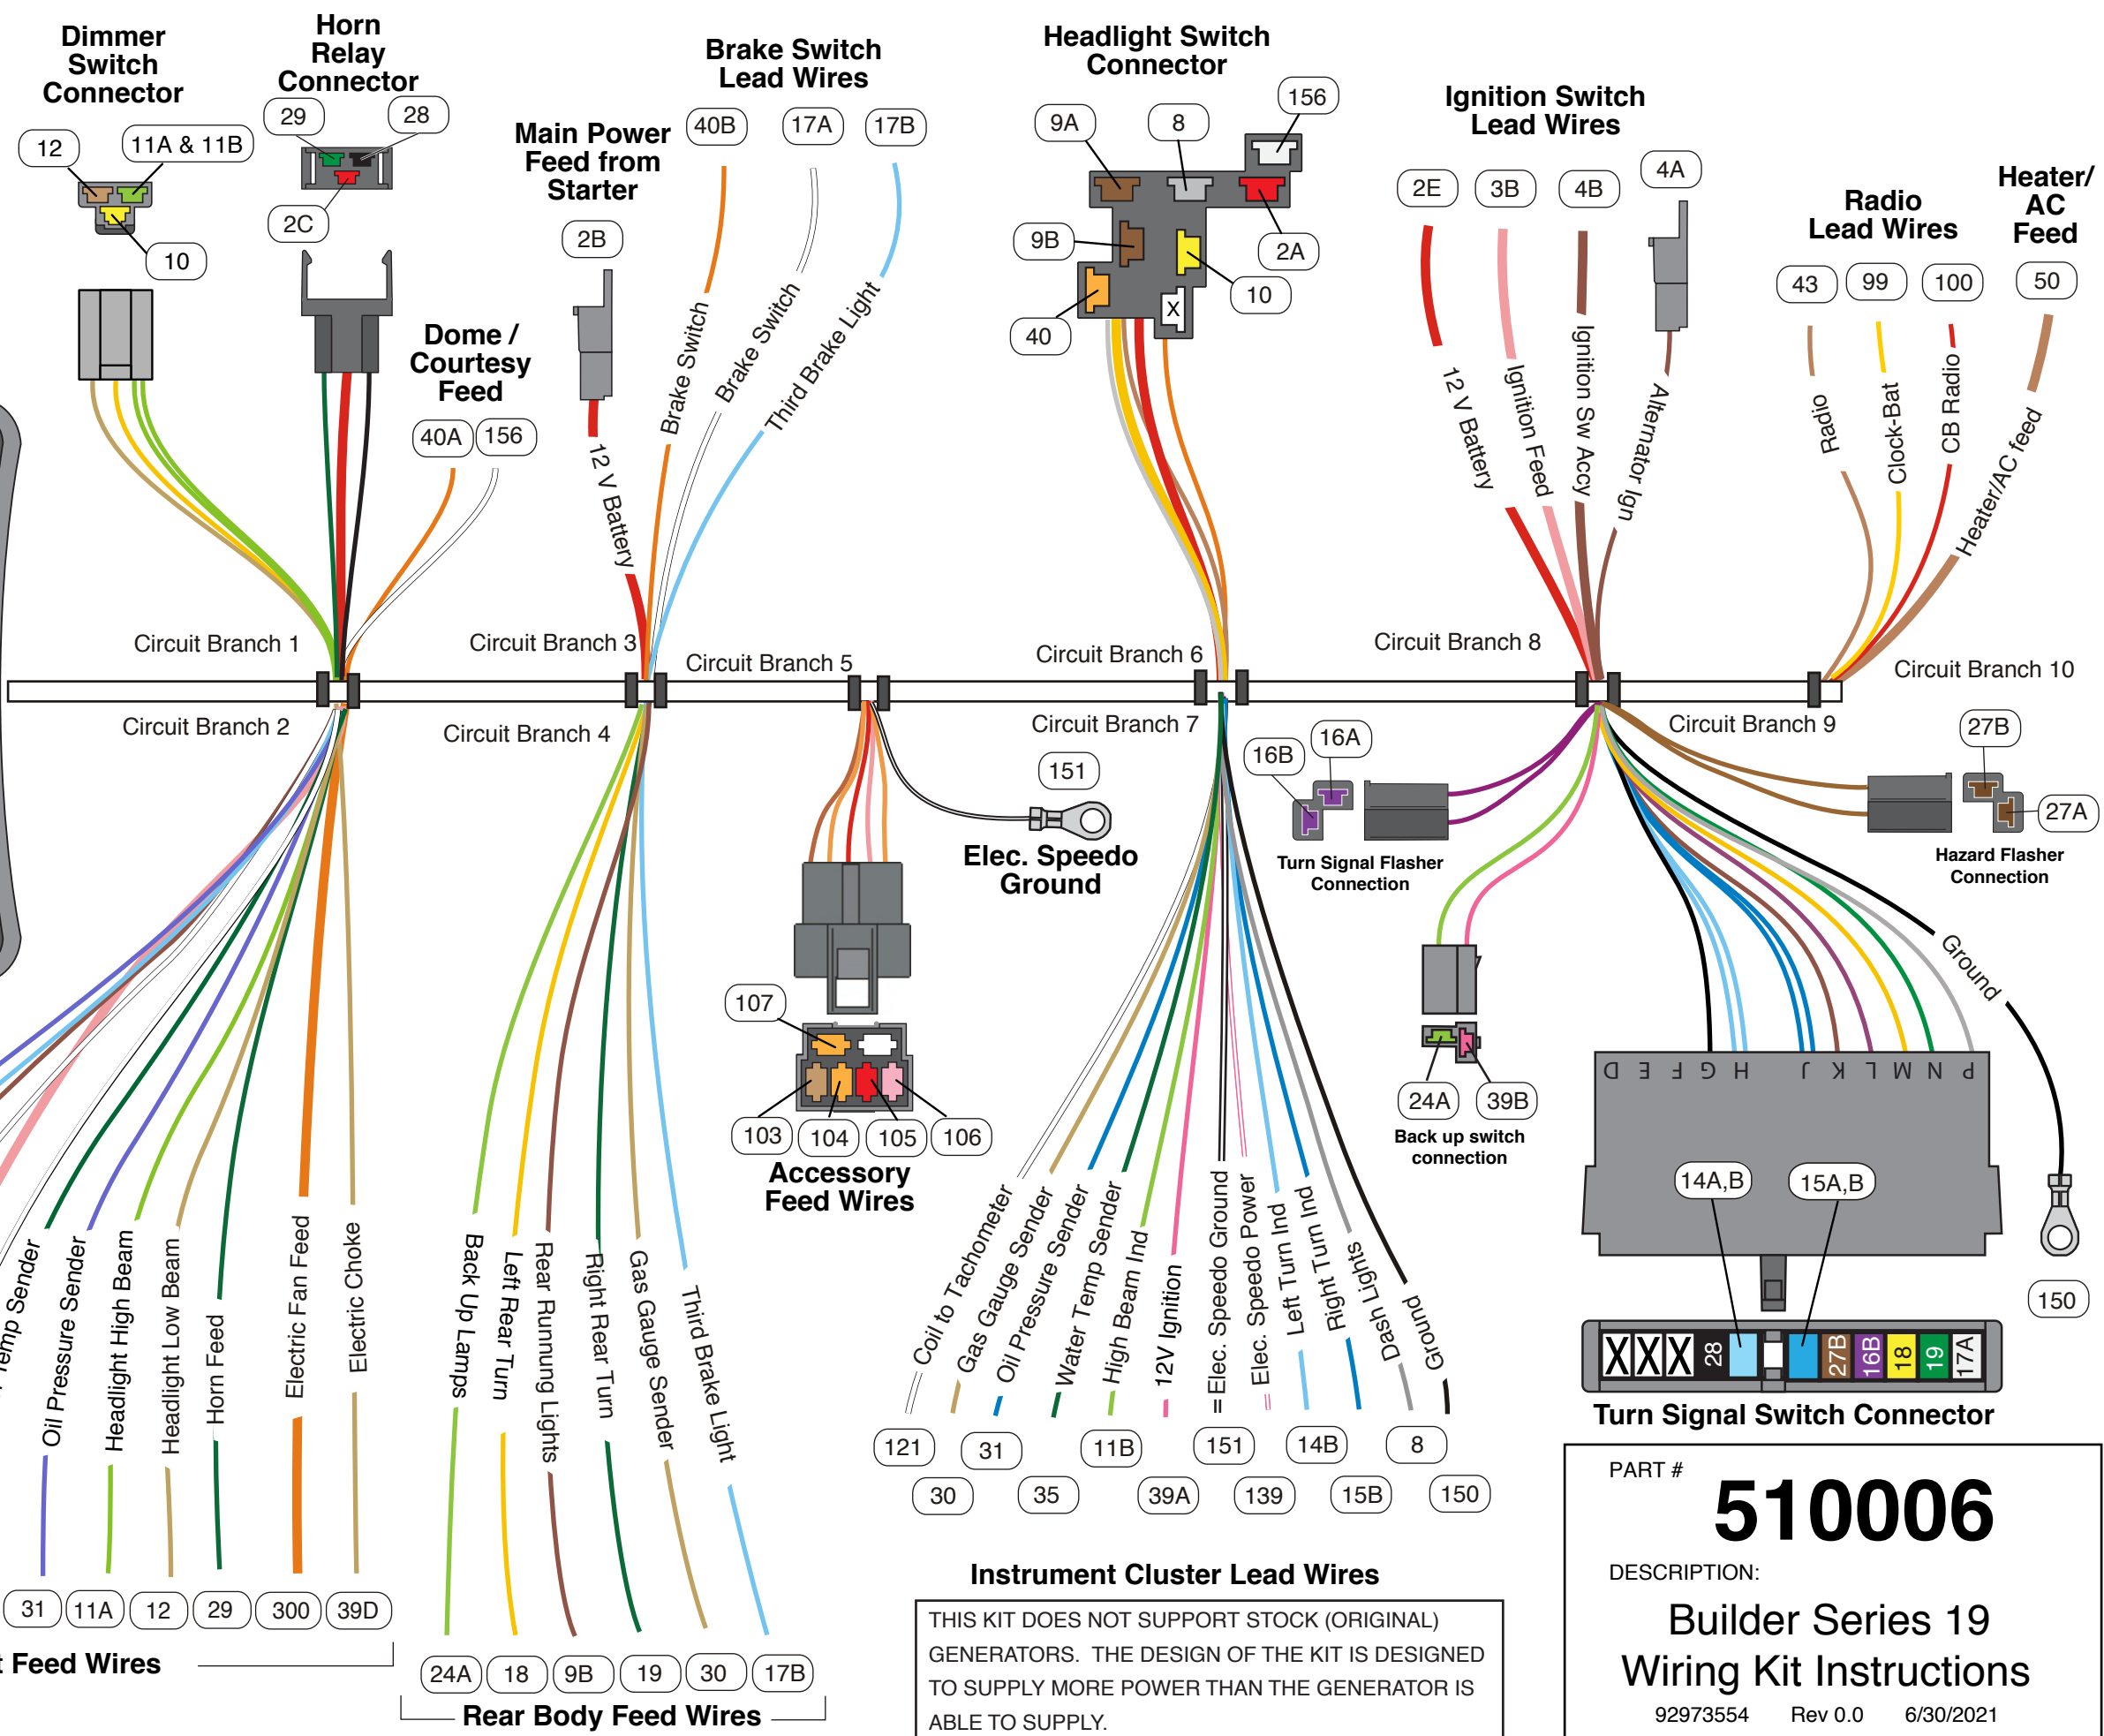 Dimmer
Switch
Connector
12
11A & 11B
10
Horn
Relay
Connector
29
28
2C
Dome /
Courtesy
Feed
40A
156
Main Power
Feed from
Starter
2B
12 V Battery
Brake Switch
Lead Wires
40B
17A
17B
Brake Switch
Brake Switch
Third Brake Light
Headlight Switch
Connector
9A
8
156
9B
2A
40
10
X
Ignition Switch
Lead Wires
2E
3B
4B
4A
12 V Battery
Ignition Feed
Ignition Sw Accy
Alternator Ign
Radio
Lead Wires
43
99
100
Radio
Clock-Bat
CB Radio
Heater/
AC
Feed
50
Heater/AC feed
Circuit Branch 1
Circuit Branch 3
Circuit Branch 5
Circuit Branch 6
Circuit Branch 8
Circuit Branch 10
Circuit Branch 2
Circuit Branch 4
Circuit Branch 7
Circuit Branch 9
151
Elec. Speedo
Ground
107
103
104
105
106
Accessory
Feed Wires
16B
16A
Turn Signal Flasher
Connection
27B
27A
Hazard Flasher
Connection
24A
39B
Back up switch
connection
Ground
150
D E F G H J K L M N P
14A,B
15A,B
X X X 28 27B 16B 18 19 17A
Turn Signal Switch Connector
Temp Sender
Oil Pressure Sender
Headlight High Beam
Headlight Low Beam
Horn Feed
Electric Fan Feed
Electric Choke
31
11A
12
29
300
39D
t Feed Wires
Back Up Lamps
Left Rear Turn
Rear Running Lights
Right Rear Turn
Gas Gauge Sender
Third Brake Light
24A
18
9B
19
30
17B
Rear Body Feed Wires
Coil to Tachometer
Gas Gauge Sender
Oil Pressure Sender
Water Temp Sender
High Beam Ind
12V Ignition
Elec. Speedo Ground
Elec. Speedo Power
Left Turn Ind
Right Turn Ind
Dash Lights
Ground
121
31
11B
151
14B
8
30
35
39A
139
15B
150
Instrument Cluster Lead Wires
THIS KIT DOES NOT SUPPORT STOCK (ORIGINAL)
GENERATORS. THE DESIGN OF THE KIT IS DESIGNED
TO SUPPLY MORE POWER THAN THE GENERATOR IS
ABLE TO SUPPLY.
PART #
510006
DESCRIPTION:
Builder Series 19
Wiring Kit Instructions
92973554 Rev 0.0 6/30/2021